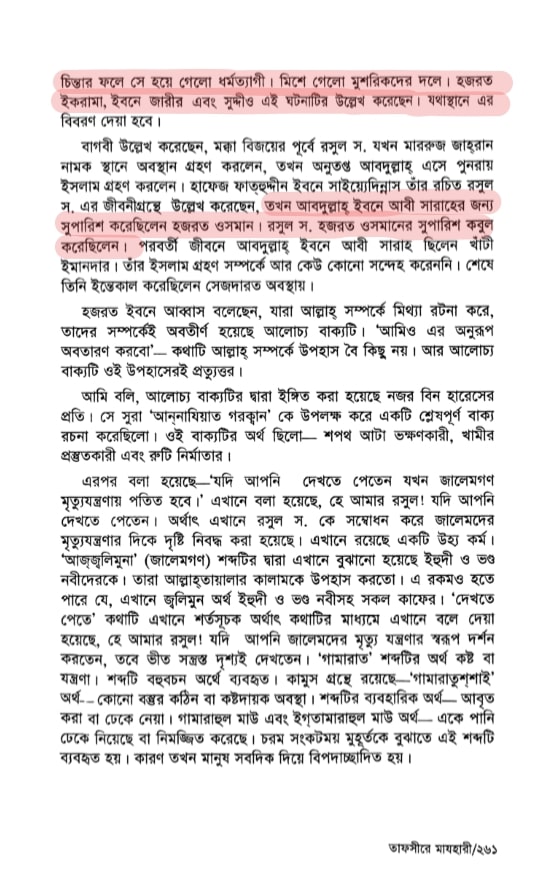 চিন্তার ফলে সে হয়ে গেলো ধর্মত্যাগী। মিশে গেলো মুশরিকদের দলে। হজরত
ইকরামা, ইবনে জারীর এবং সুদ্দীও এই ঘটনাটির উল্লেখ করেছেন। যথাস্থানে এর
বিবরণ দেয়া হবে।
বাগবী উল্লেখ করেছেন, মক্কা বিজয়ের পূর্বে রসুল স. যখন মাররুজ জাহ্‌রান
নামক স্থানে অবস্থান গ্রহণ করলেন, তখন অনুতপ্ত আবদুল্লাহ্ এসে পুনরায়
ইসলাম গ্রহণ করলেন। হাফেজ ফাত্‌হুদ্দীন ইবনে সাইয়্যেদিন্নাস তাঁর রচিত রসুল
স. এর জীবনীগ্রন্থে উল্লেখ করেছেন, তখন আবদুল্লাহ্ ইবনে আবী সারাহের জন্য
সুপারিশ করেছিলেন হজরত ওসমান। রসুল স. হজরত ওসমানের সুপারিশ কবুল
করেছিলেন। পরবর্তী জীবনে আবদুল্লাহ্ ইবনে আবী সারাহ ছিলেন খাঁটি
ইমানদার। তাঁর ইসলাম গ্রহণ সম্পর্কে আর কেউ কোনো সন্দেহ করেননি। শেষে
তিনি ইন্তেকাল করেছিলেন সেজদারত অবস্থায়।
হজরত ইবনে আব্বাস বলেছেন, যারা আল্লাহ্ সম্পর্কে মিথ্যা রটনা করে,
তাদের সম্পর্কেই অবতীর্ণ হয়েছে আলোচ্য বাক্যটি। ‘আমিও এর অনুরূপ
অবতারণ করবো’— কথাটি আল্লাহ্ সম্পর্কে উপহাস বৈ কিছু নয়। আর আলোচ্য
বাক্যটি ওই উপহাসেরই প্রত্যুত্তর।
আমি বলি, আলোচ্য বাক্যটির দ্বারা ইঙ্গিত করা হয়েছে নজর বিন হারেসের
প্রতি। সে সুরা ‘আন্‌নাযিয়াত গরক্বান’ কে উপলক্ষ করে একটি শ্লেষপূর্ণ বাক্য
রচনা করেছিলো। ওই বাক্যটির অর্থ ছিলো— শপথ আটা ভক্ষণকারী, খামীর
প্রস্তুতকারী এবং রুটি নির্মাতার।
এরপর বলা হয়েছে—‘যদি আপনি দেখতে পেতেন যখন জালেমগণ
মৃত্যুযন্ত্রণায় পতিত হবে।’ এখানে বলা হয়েছে, হে আমার রসুল! যদি আপনি
দেখতে পেতেন। অর্থাৎ এখানে রসুল স. কে সম্বোধন করে জালেমদের
মৃত্যুযন্ত্রণার দিকে দৃষ্টি নিবদ্ধ করা হয়েছে। এখানে রয়েছে একটি উহ্য কর্ম।
‘আজ্‌জ্বলিমুনা’ (জালেমগণ) শব্দটির দ্বারা এখানে বুঝানো হয়েছে ইহুদী ও ভণ্ড
নবীদেরকে। তারা আল্লাহ্‌তায়ালার কালামকে উপহাস করতো। এ রকমও হতে
পারে যে, এখানে জ্বলিমুন অর্থ ইহুদী ও ভণ্ড নবীসহ সকল কাফের। ‘দেখতে
পেতে’ কথাটি এখানে শর্তসূচক অর্থাৎ কথাটির মাধ্যমে এখানে বলে দেয়া
হয়েছে, হে আমার রসুল! যদি আপনি জালেমদের মৃত্যু যন্ত্রণার স্বরূপ দর্শন
করতেন, তবে ভীত সন্ত্রস্ত দৃশ্যই দেখতেন। ‘গামারাত’ শব্দটির অর্থ কষ্ট বা
যন্ত্রণা। শব্দটি বহুবচন অর্থে ব্যবহৃত। কামুস গ্রন্থে রয়েছে—‘গামারাতুশ্‌শাই’
অর্থ-- কোনো বস্তুর কঠিন বা কষ্টদায়ক অবস্থা। শব্দটির ব্যবহারিক অর্থ— আবৃত
করা বা ঢেকে নেয়া। গামারাহুল মাউ এবং ইগ্‌তামারাহুল মাউ অর্থ— একে পানি
ঢেকে নিয়েছে বা নিমজ্জিত করেছে। চরম সংকটময় মুহূর্তকে বুঝাতে এই শব্দটি
ব্যবহৃত হয়। কারণ তখন মানুষ সবদিক দিয়ে বিপদাচ্ছাদিত হয়।
তাফসীরে মাযহারী/২৬১